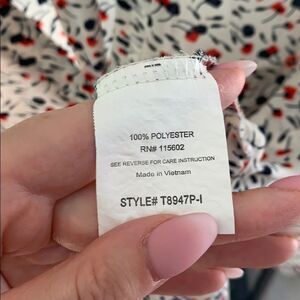 100% POLYESTER
RN# 115602
SEE REVERSE FOR CARE INSTRUCTION
Made in Vietnam
STYLE# T8947P-I